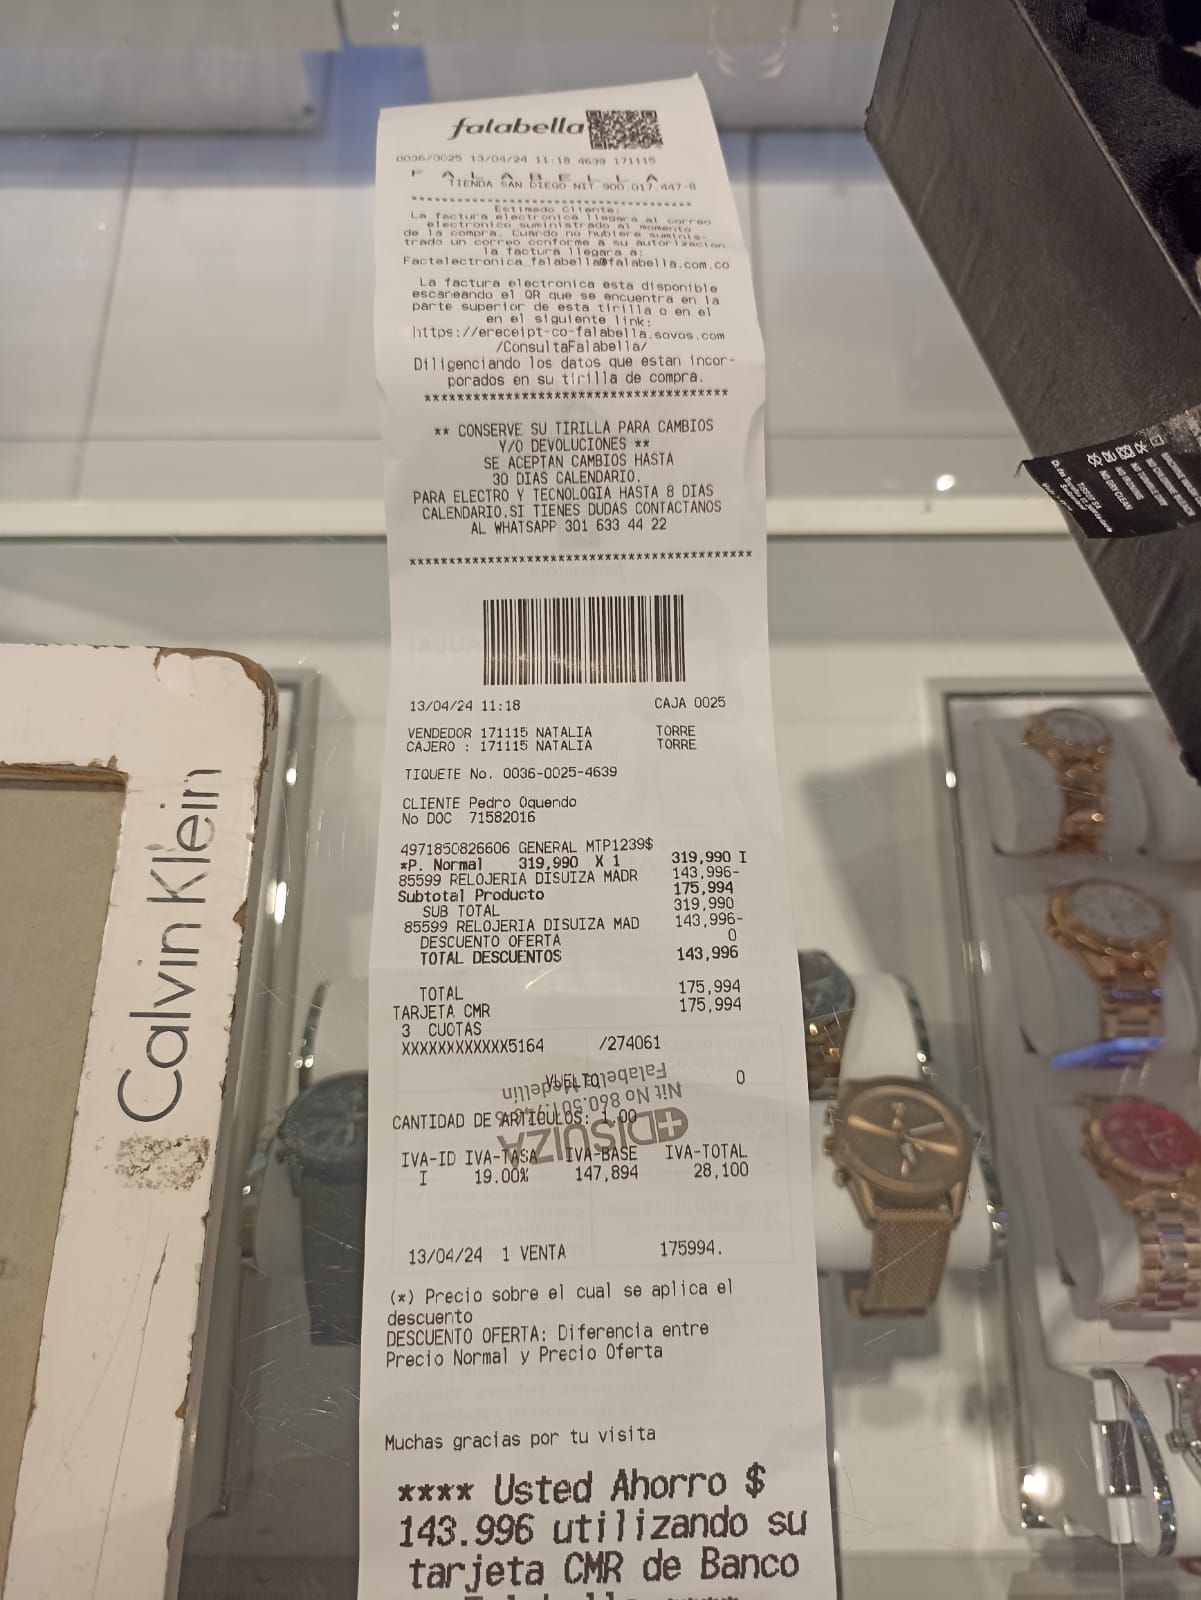 falabella
0036/0025 13/04/24 11:18 4639 171115
F A L A B E L L A
TIENDA SAN DIEGO NIT 900.017.447-8
************************************
Estimado Cliente:
La factura electronica llegara al correo
electronico suministrado al momento
de la compra. Cuando no hubiere suminis-
trado un correo conforme a su autorizacion
la factura llegara a:
Factelectronica_falabella@falabella.com.co
La factura electronica esta disponible
escaneando el QR que se encuentra en la
parte superior de esta tirilla o en el
en el siguiente link:
https://ereceipt-co-falabella.sovos.com
/ConsultaFalabella/
Diligenciando los datos que estan incor-
porados en su tirilla de compra.
***************************************
** CONSERVE SU TIRILLA PARA CAMBIOS
Y/O DEVOLUCIONES **
SE ACEPTAN CAMBIOS HASTA
30 DIAS CALENDARIO.
PARA ELECTRO Y TECNOLOGIA HASTA 8 DIAS
CALENDARIO.SI TIENES DUDAS CONTACTANOS
AL WHATSAPP 301 633 44 22
********************************************
13/04/24 11:18 CAJA 0025
VENDEDOR 171115 NATALIA TORRE
CAJERO : 171115 NATALIA TORRE
TIQUETE No. 0036-0025-4639
CLIENTE Pedro Oquendo
No DOC 71582016
4971850826606 GENERAL MTP1239$
*P. Normal 319,990 X 1 319,990 I
85599 RELOJERIA DISUIZA MADR 143,996-
Subtotal Producto 175,994
SUB TOTAL 319,990
85599 RELOJERIA DISUIZA MAD 143,996-
DESCUENTO OFERTA 0
TOTAL DESCUENTOS 143,996
TOTAL 175,994
TARJETA CMR 175,994
3 CUOTAS
XXXXXXXXXXXX5164 /274061
VUELTO 0
CANTIDAD DE ARTICULOS: 1.00
DISUIZA
Falabella Medellin
IVA-ID IVA-TASA IVA-BASE IVA-TOTAL
I 19.00% 147,894 28,100
13/04/24 1 VENTA 175994.
(*) Precio sobre el cual se aplica el
descuento
DESCUENTO OFERTA: Diferencia entre
Precio Normal y Precio Oferta
Muchas gracias por tu visita
**** Usted Ahorro $
143.996 utilizando su
tarjeta CMR de Banco
Calvin Klein
NO DRY CLEAN
NO IRONING